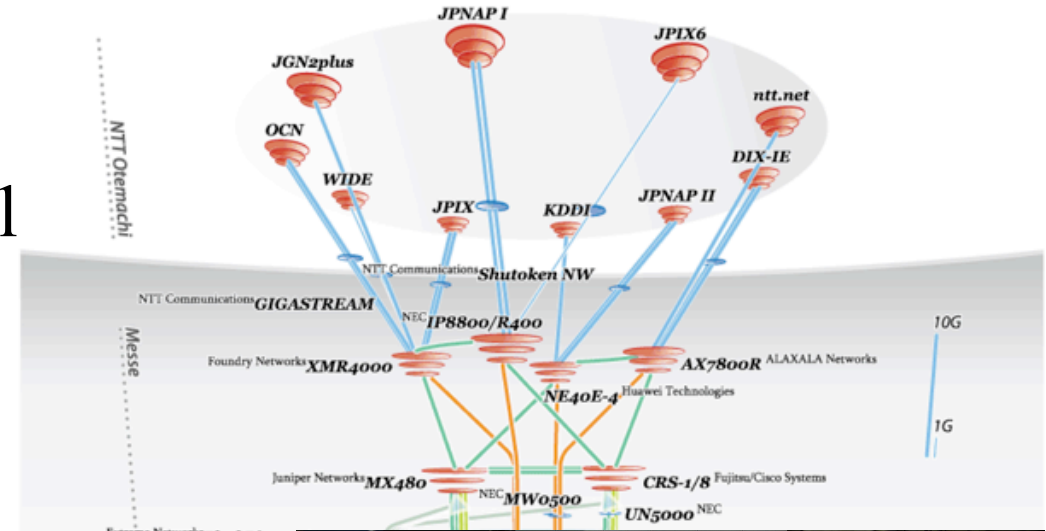 JPNAP I
JPIX6
JGN2plus
ntt.net
OCN
DIX-IE
WIDE
JPNAP II
JPIX
KDDI
l
NTT Otemachi
NTT Communications Shutoken NW
NTT Communications GIGASTREAM
NEC IP8800/R400
10G
Messe
Foundry Networks XMR4000
AX7800R ALAXALA Networks
NE40E-4 Huawei Technologies
1G
Juniper Networks MX480
CRS-1/8 Fujitsu/Cisco Systems
NEC MW0500
UN5000 NEC